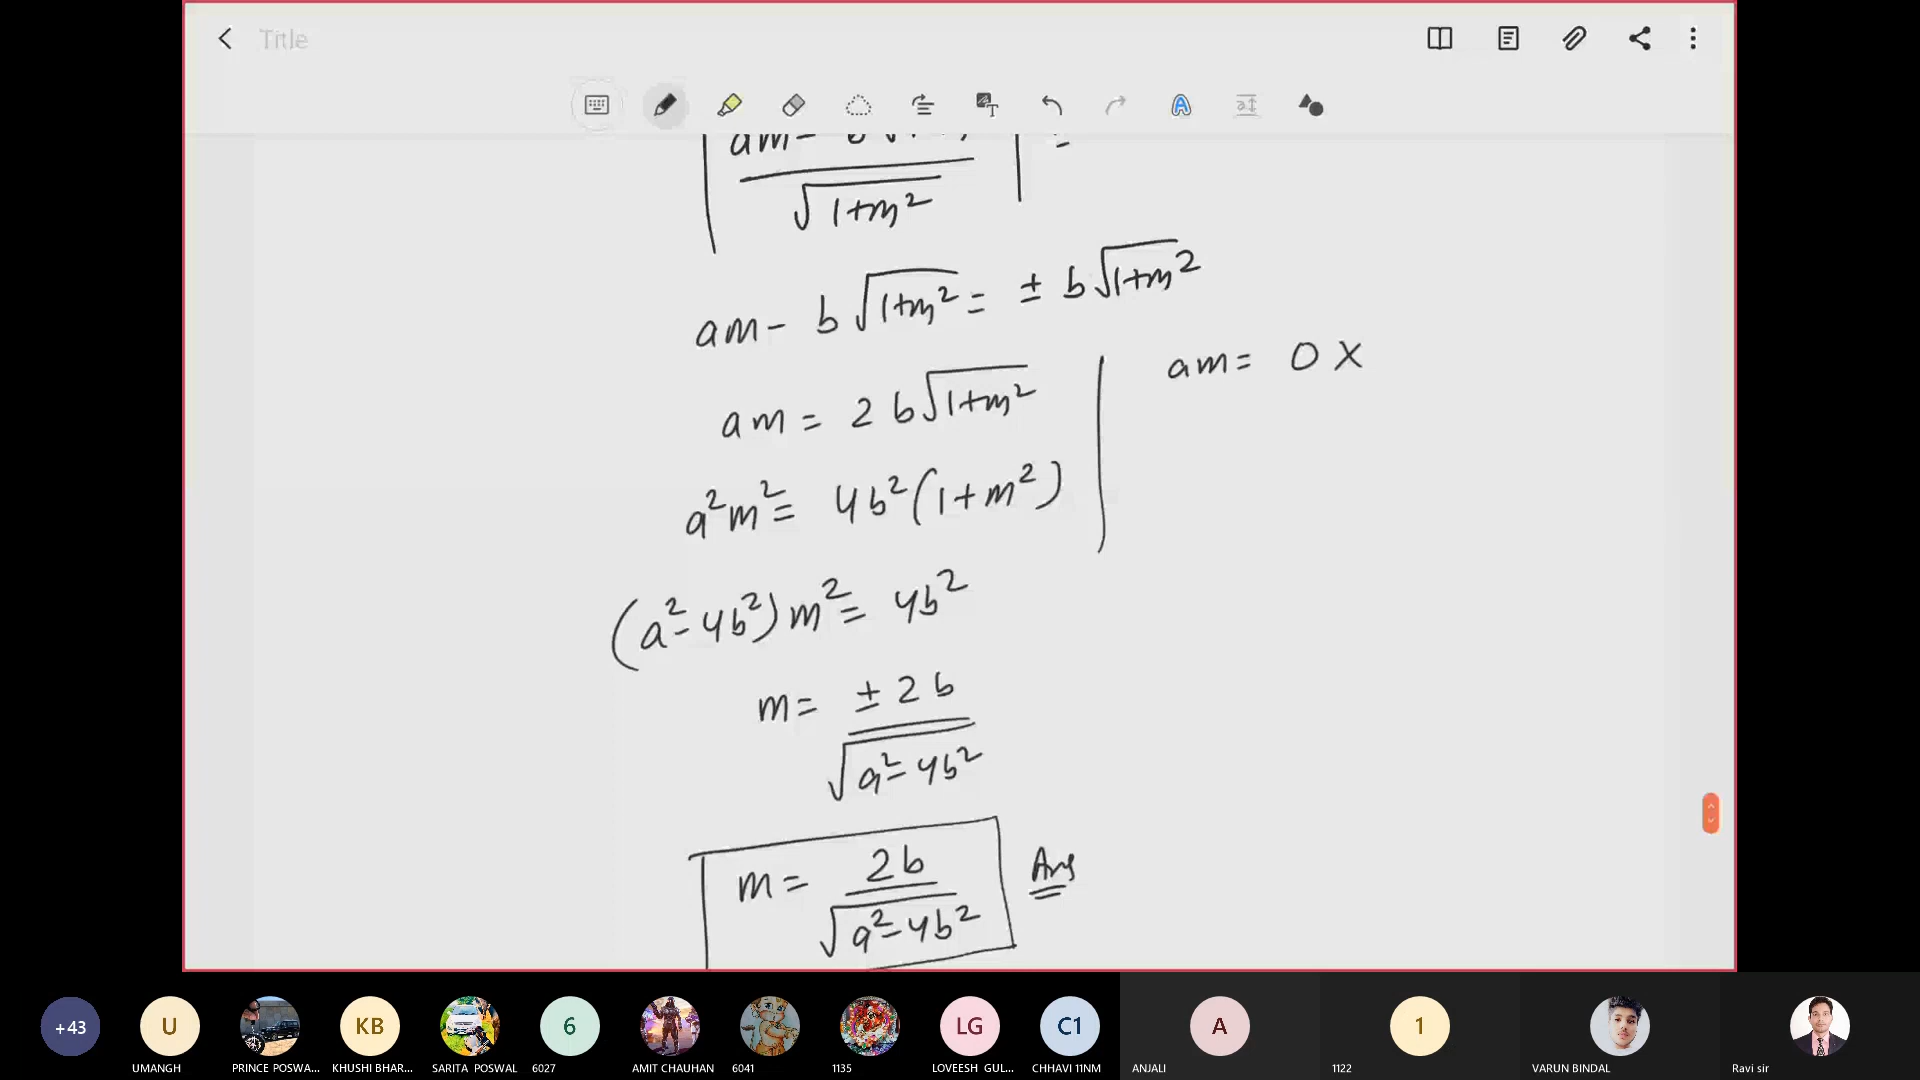 Title
am - b √
√1+m²
=
am - b√1+m² = ± b√1+m²
am = 2b√1+m²
am = 0 X
a²m² = 4b²(1+m²)
(a²-4b²)m² = 4b²
m = ±2b
√a²-4b²
m = 2b
√a²-4b²
Ans
+43
U
KB
6
LG
C1
A
1
UMANGH
PRINCE POSWA...
KHUSHI BHAR...
SARITA POSWAL
6027
AMIT CHAUHAN
6041
1135
LOVEESH GUL...
CHHAVI 11NM
ANJALI
1122
VARUN BINDAL
Ravi sir